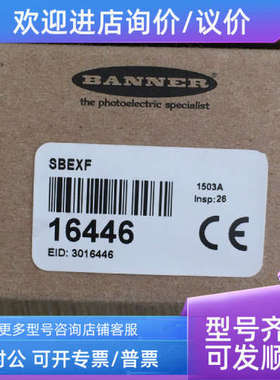 欢迎进店询价/议价
BANNER
the photoelectric specialist
SBEXF
1503A
Insp:26
16446
CE
EID: 3016446
更多型号咨询店铺客服
对公 可开专票/普票
型号齐
可发顺